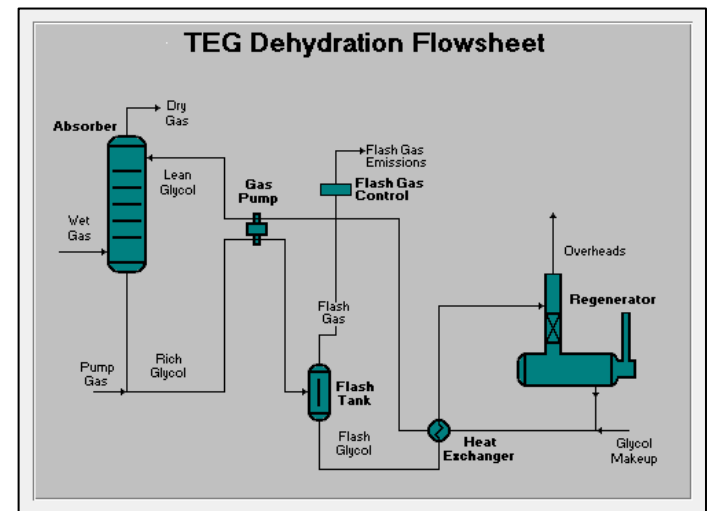 TEG Dehydration Flowsheet
Dry
Gas
Absorber
Flash Gas
Emissions
Lean
Glycol
Gas
Pump
Flash Gas
Control
Wet
Gas
Overheads
Regenerator
Flash
Gas
Pump
Gas
Rich
Glycol
Flash
Tank
Flash
Glycol
Heat
Exchanger
Glycol
Makeup